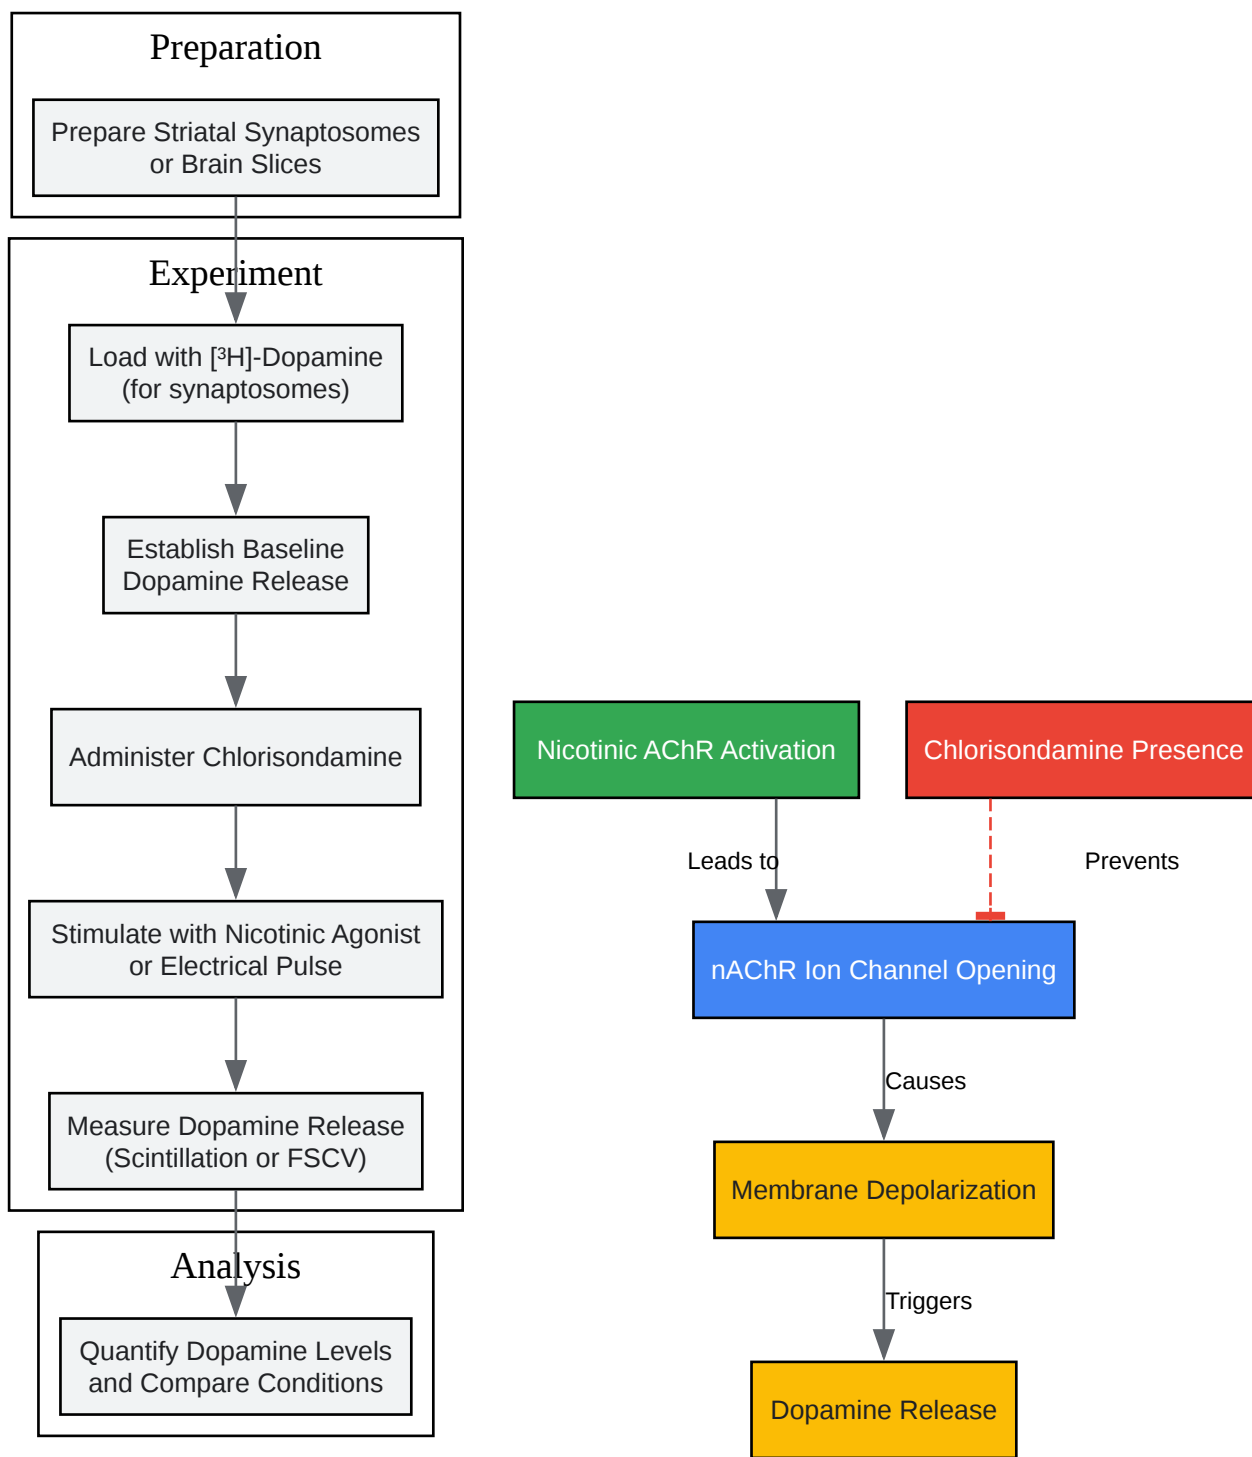 Preparation
Prepare Striatal Synaptosomes
or Brain Slices
Experiment
Load with [³H]-Dopamine
(for synaptosomes)
Establish Baseline
Dopamine Release
Administer Chlorisondamine
Stimulate with Nicotinic Agonist
or Electrical Pulse
Measure Dopamine Release
(Scintillation or FSCV)
Analysis
Quantify Dopamine Levels
and Compare Conditions
Nicotinic AChR Activation
Chlorisondamine Presence
Leads to
Prevents
nAChR Ion Channel Opening
Causes
Membrane Depolarization
Triggers
Dopamine Release